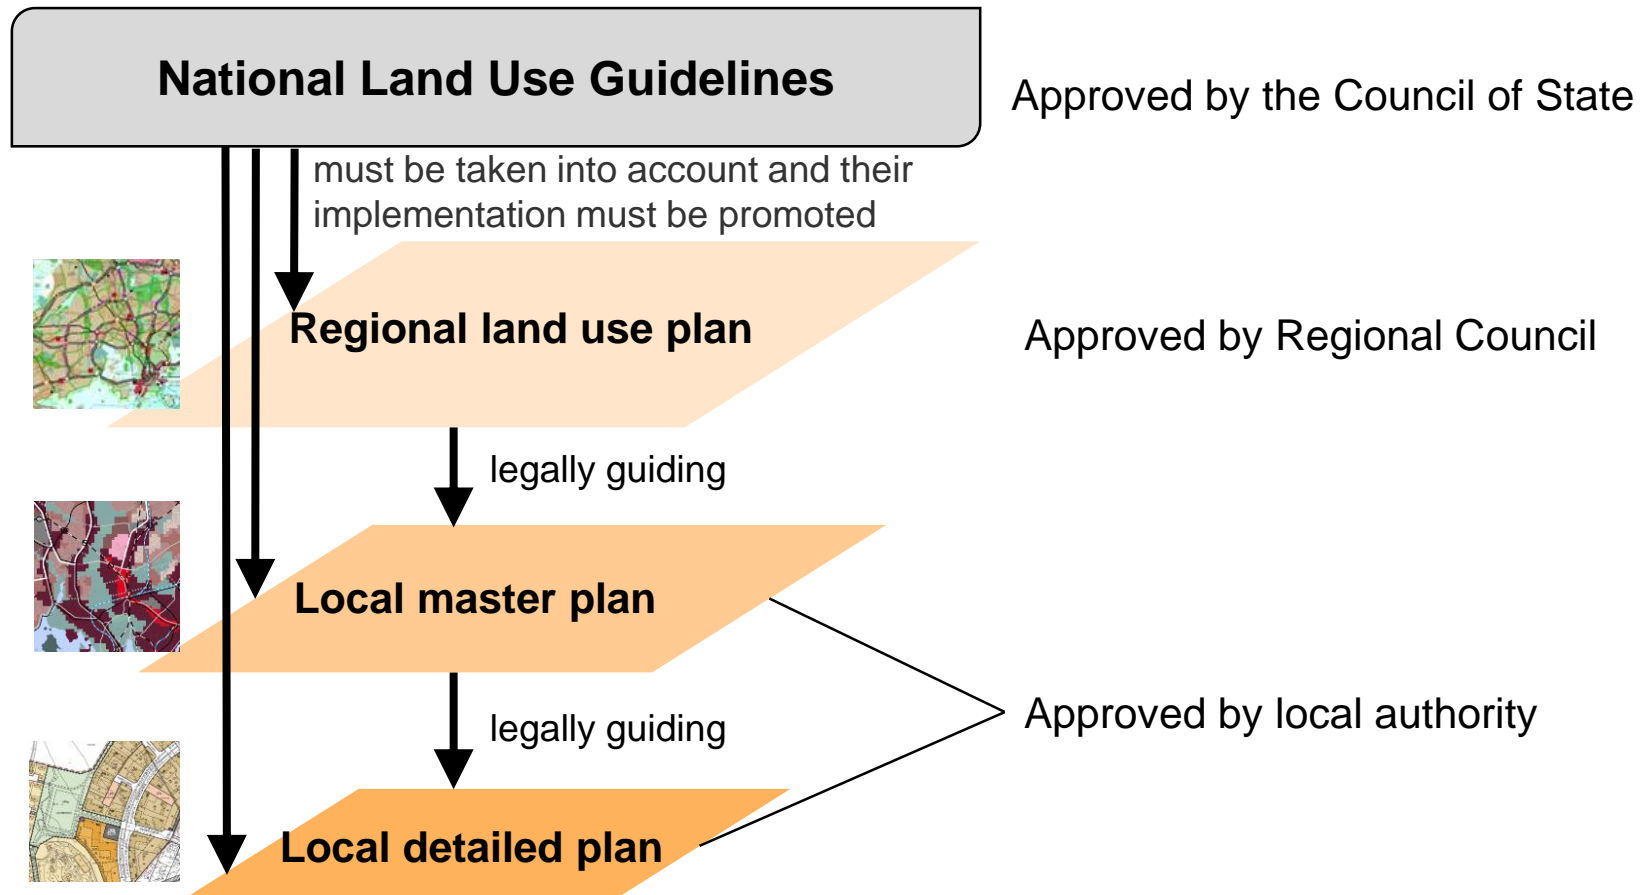 National Land Use Guidelines
Approved by the Council of State
must be taken into account and their
implementation must be promoted
Regional land use plan
Approved by Regional Council
legally guiding
Local master plan
legally guiding
Approved by local authority
Local detailed plan